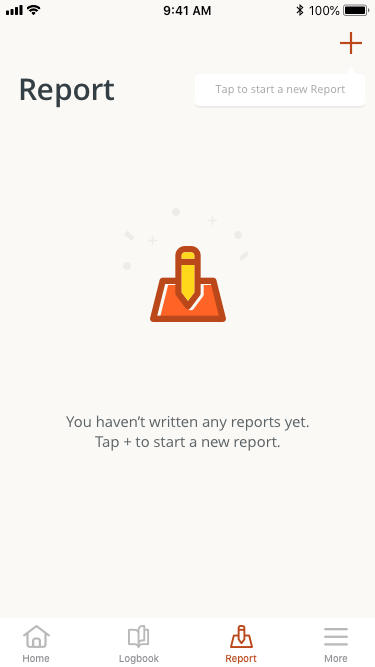 9:41 AM
100%
Report
Tap to start a new Report
You haven’t written any reports yet.
Tap + to start a new report.
Home
Logbook
Report
More